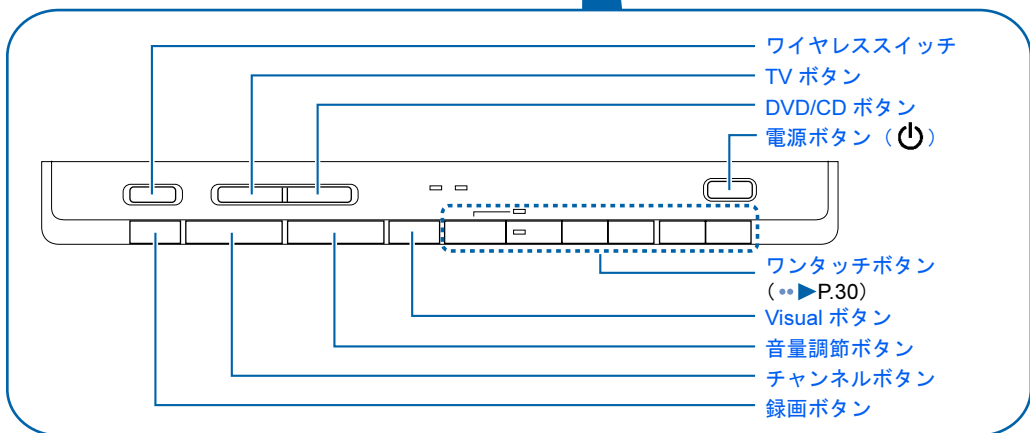 ワイヤレススイッチ
TV ボタン
DVD/CD ボタン
電源ボタン（⏻）
ワンタッチボタン
（••▶P.30）
Visual ボタン
音量調節ボタン
チャンネルボタン
録画ボタン